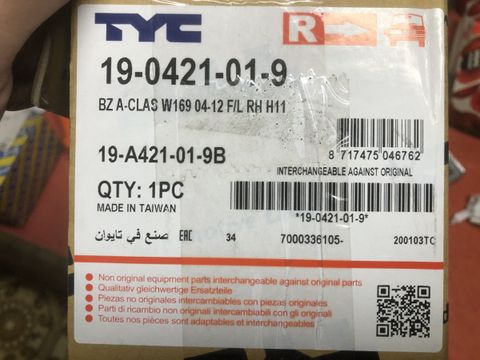 TYC
R
19-0421-01-9
BZ A-CLAS W169 04-12 F/L RH H11
19-A421-01-9B
8 717475 046762
INTERCHANGEABLE AGAINST ORIGINAL
QTY: 1PC
MADE IN TAIWAN
*19-0421-01-9*
صنع في تايوان
EAC
34
7000336105-
200103TC
Non original equipment parts interchangeable against original parts
Qualitativ gleichwertige Ersatzteile
Piezas no originales intercambiables con piezas originales
Parti di ricambio non originali intercambiabili con gli originali
Toutes nos pièces sont adaptables et interchangeables